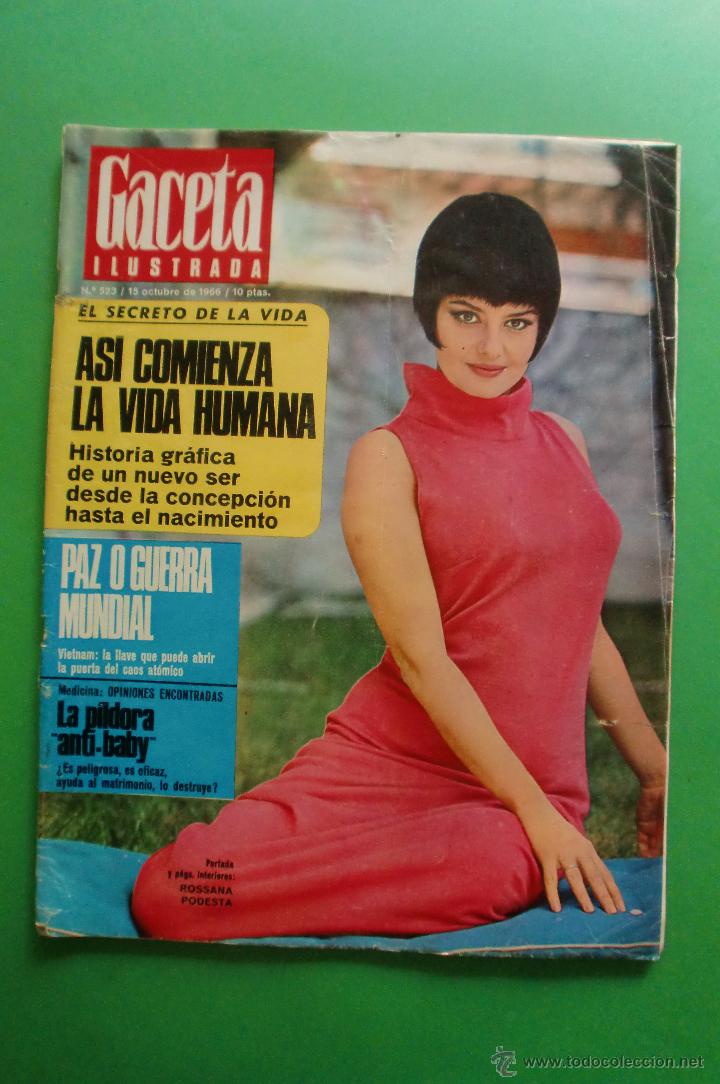 Gaceta
ILUSTRADA
N.º 523 / 15 octubre de 1966 / 10 ptas.
EL SECRETO DE LA VIDA
ASI COMIENZA
LA VIDA HUMANA
Historia gráfica
de un nuevo ser
desde la concepción
hasta el nacimiento
PAZ O GUERRA
MUNDIAL
Vietnam: la llave que puede abrir
la puerta del caos atómico
Medicina: OPINIONES ENCONTRADAS
La píldora
"anti-baby"
¿Es peligrosa, es eficaz,
ayuda al matrimonio, lo destruye?
Portada
y págs. interiores:
ROSSANA
PODESTA
© www.todocoleccion.net